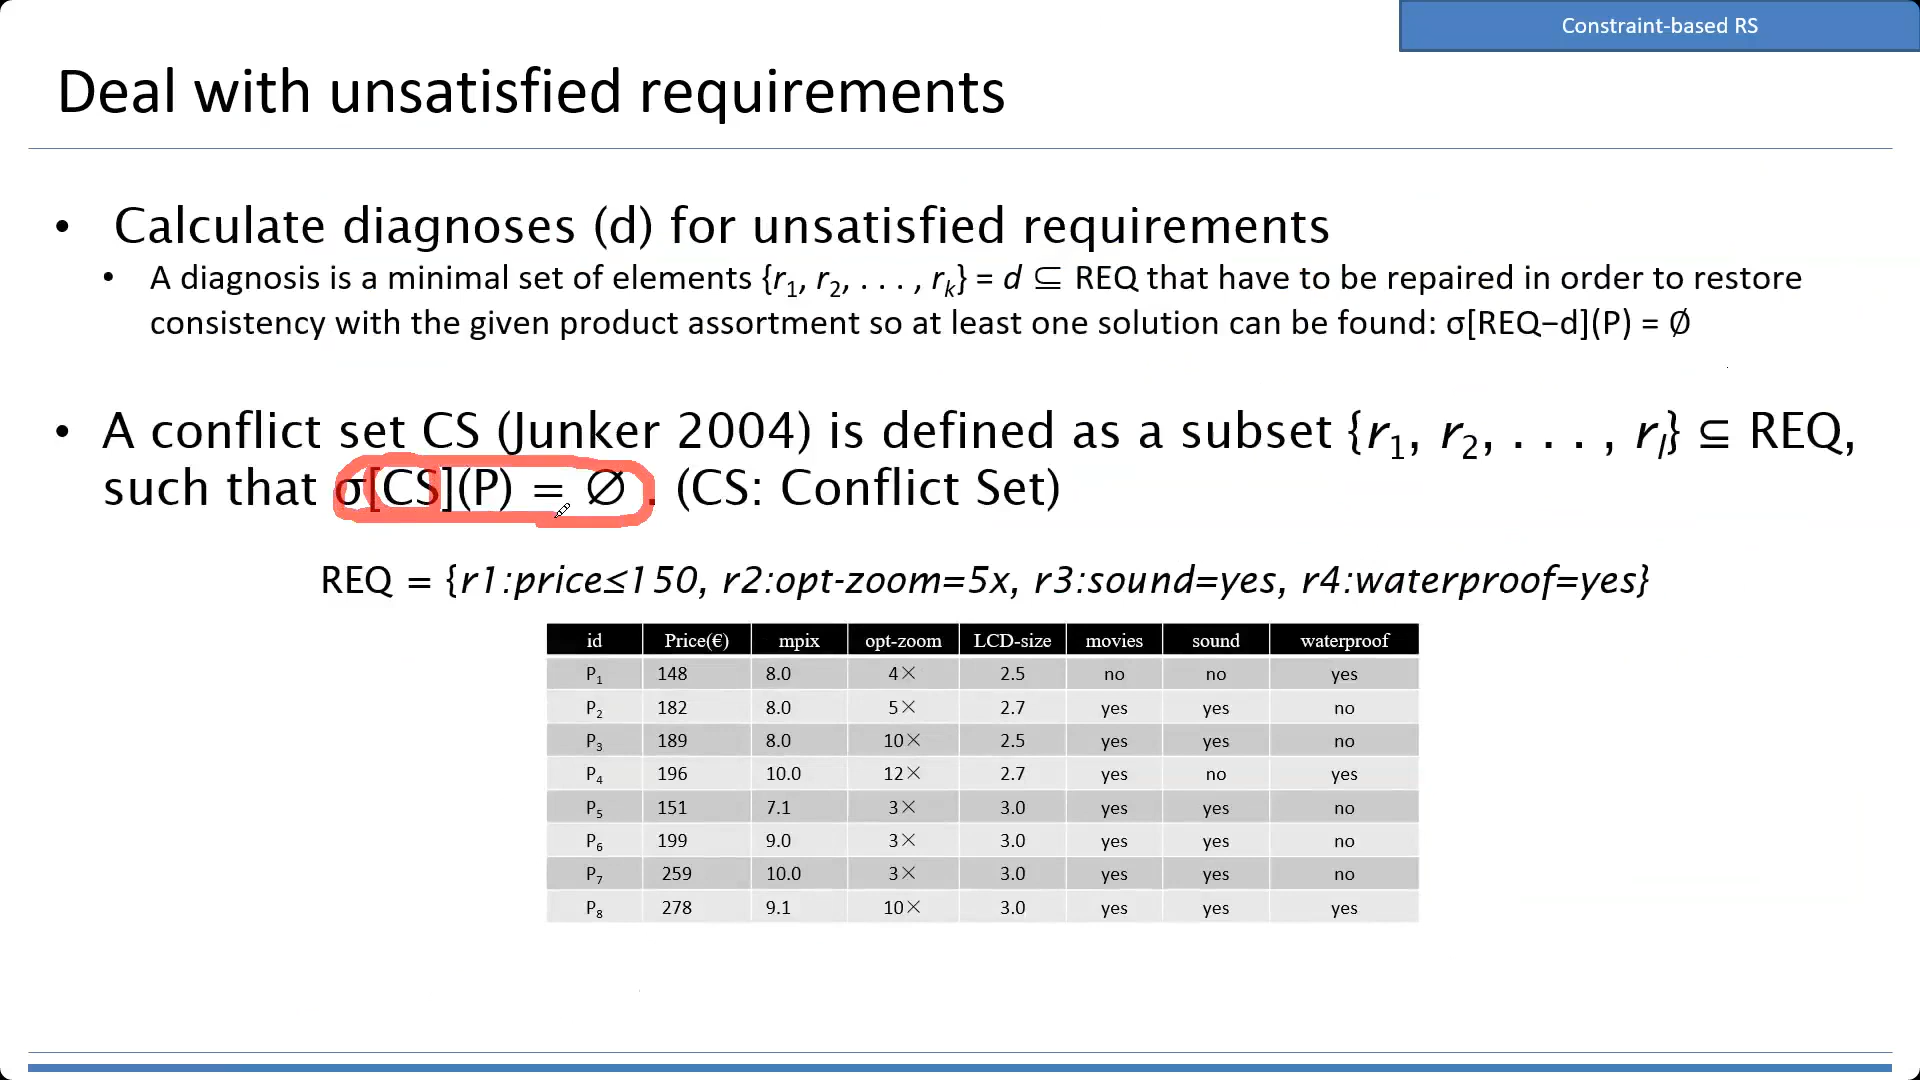 Constraint-based RS
Deal with unsatisfied requirements
• Calculate diagnoses (d) for unsatisfied requirements
• A diagnosis is a minimal set of elements {r1, r2, . . . , rk} = d ⊆ REQ that have to be repaired in order to restore
consistency with the given product assortment so at least one solution can be found: σ[REQ−d](P) = ∅
• A conflict set CS (Junker 2004) is defined as a subset {r1, r2, . . . , rl} ⊆ REQ,
such that σ[CS](P) = ∅ . (CS: Conflict Set)
REQ = {r1:price≤150, r2:opt-zoom=5x, r3:sound=yes, r4:waterproof=yes}
id Price(€) mpix opt-zoom LCD-size movies sound waterproof
P1 148 8.0 4× 2.5 no no yes
P2 182 8.0 5× 2.7 yes yes no
P3 189 8.0 10× 2.5 yes yes no
P4 196 10.0 12× 2.7 yes no yes
P5 151 7.1 3× 3.0 yes yes no
P6 199 9.0 3× 3.0 yes yes no
P7 259 10.0 3× 3.0 yes yes no
P8 278 9.1 10× 3.0 yes yes yes